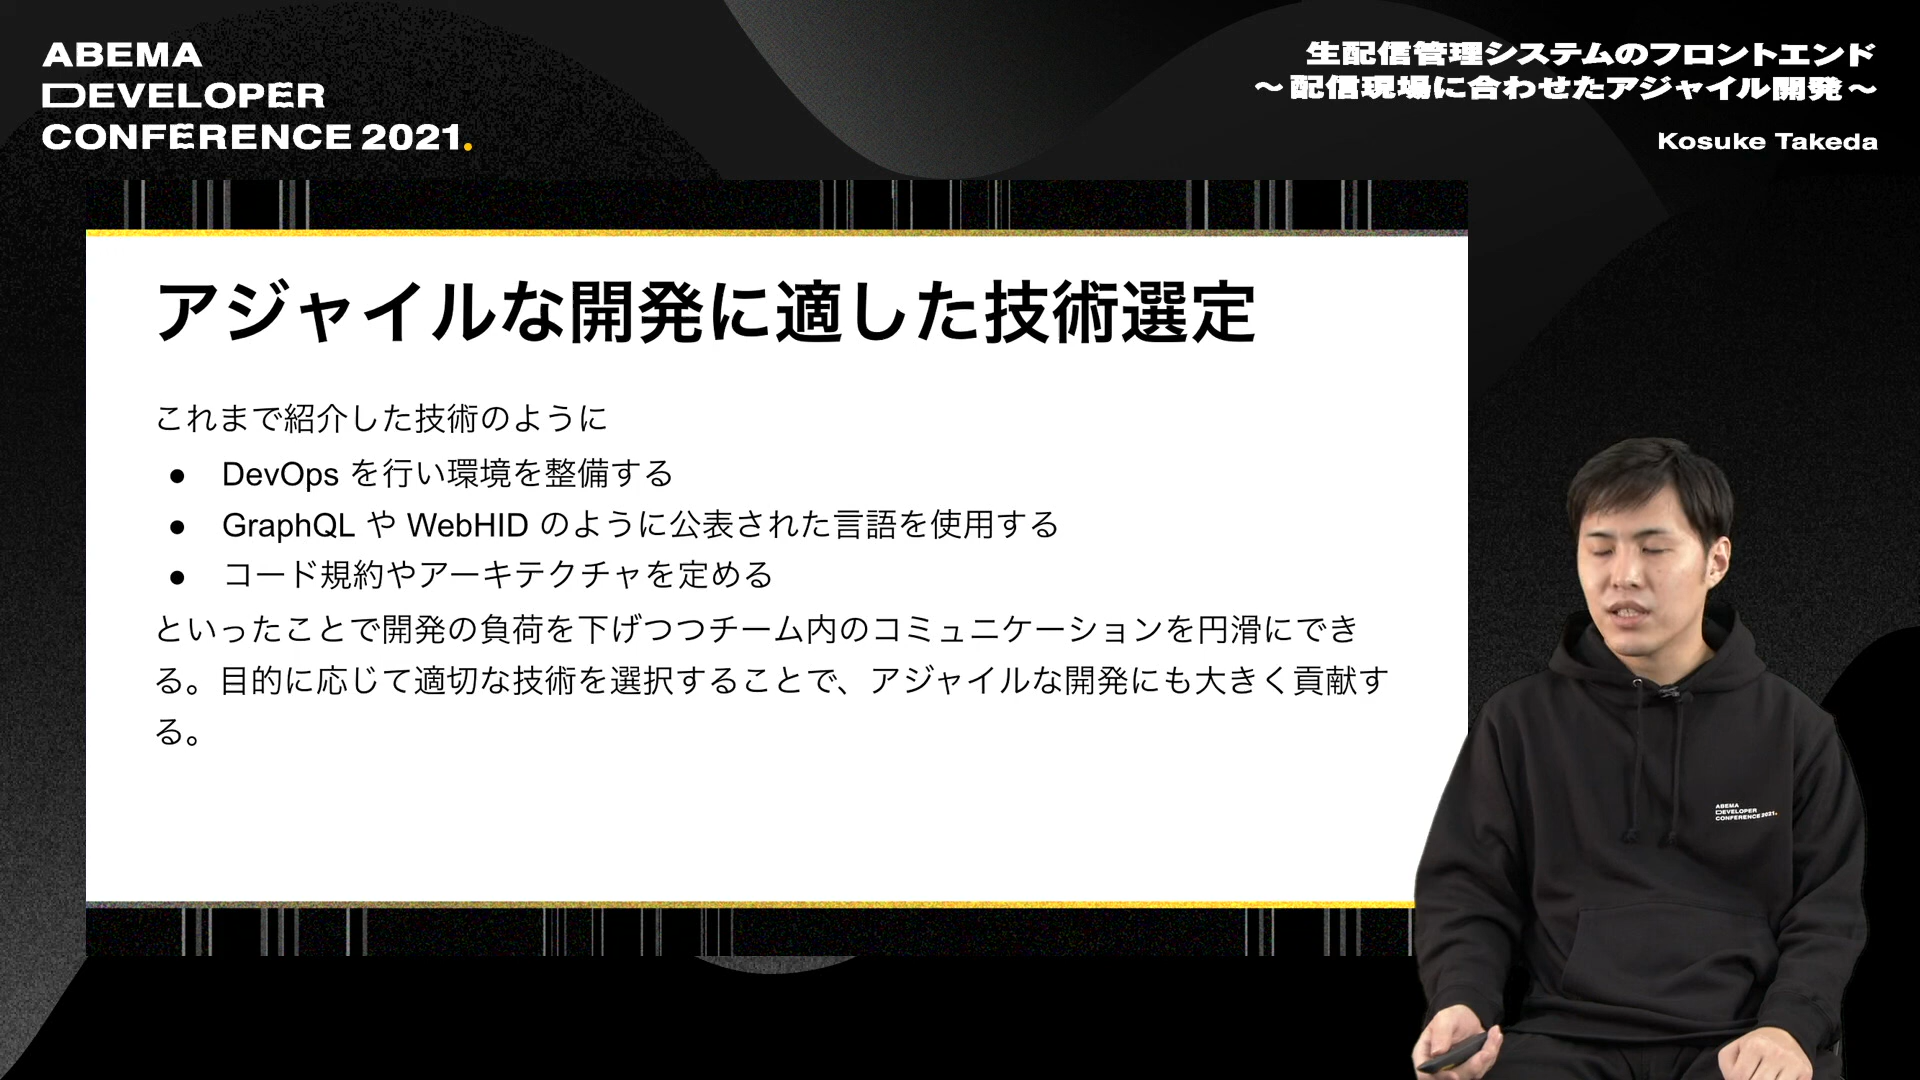 ABEMA
DEVELOPER
CONFERENCE 2021.
生配信管理システムのフロントエンド
〜配信現場に合わせたアジャイル開発〜
Kosuke Takeda
アジャイルな開発に適した技術選定
これまで紹介した技術のように
● DevOps を行い環境を整備する
● GraphQL や WebHID のように公表された言語を使用する
● コード規約やアーキテクチャを定める
といったことで開発の負荷を下げつつチーム内のコミュニケーションを円滑にでき
る。目的に応じて適切な技術を選択することで、アジャイルな開発にも大きく貢献す
る。
ABEMA
DEVELOPER
CONFERENCE 2021.